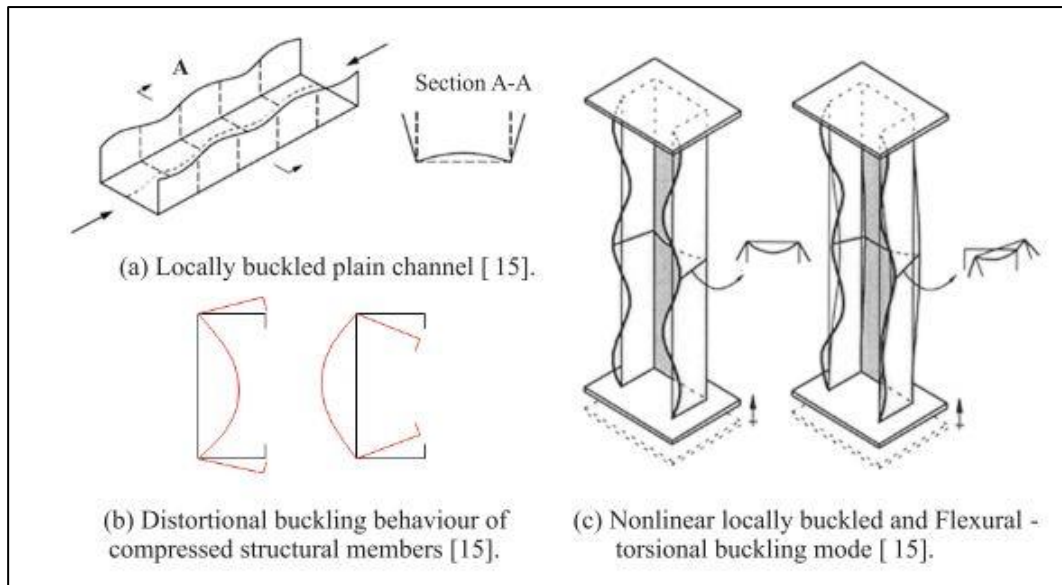 A
Section A-A
(a) Locally buckled plain channel [ 15].
(b) Distortional buckling behaviour of
compressed structural members [15].
(c) Nonlinear locally buckled and Flexural -
torsional buckling mode [ 15].